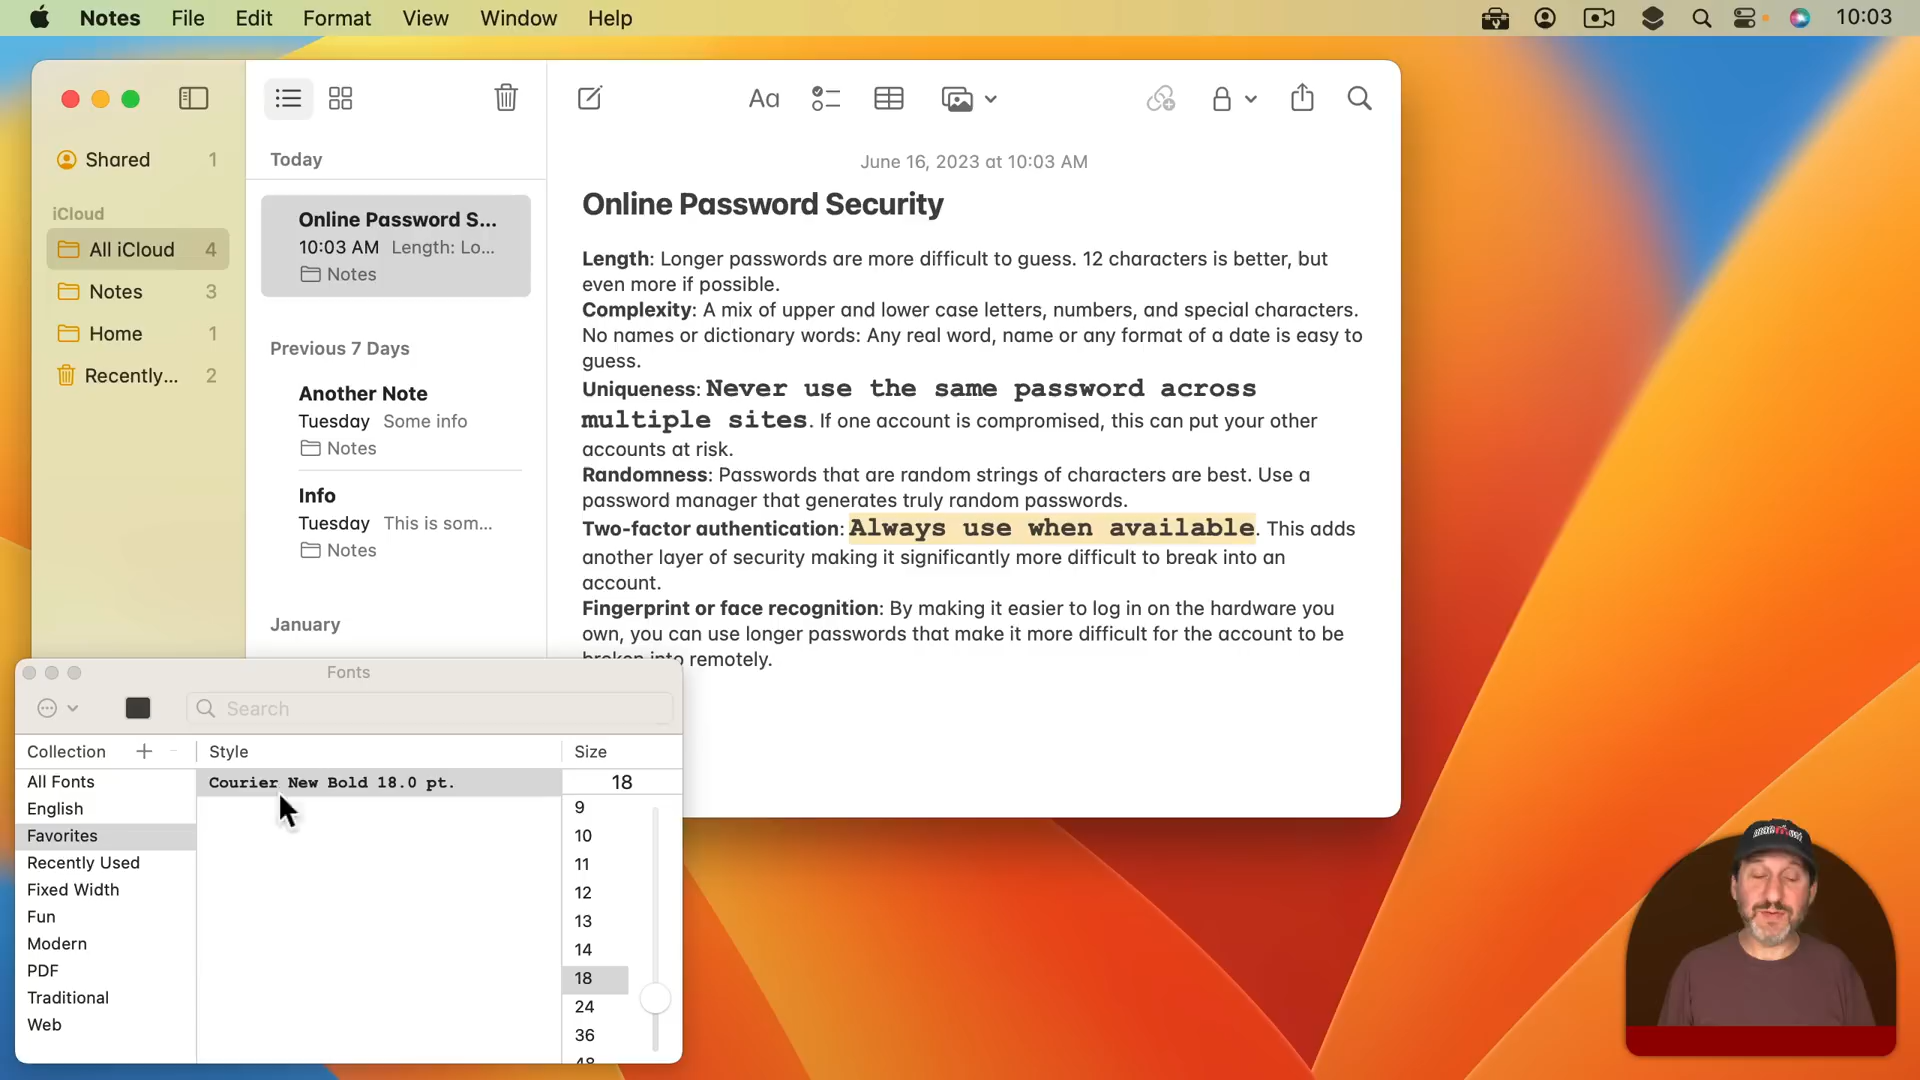 Notes File Edit Format View Window Help 10:03
Shared 1
iCloud
All iCloud 4
Notes 3
Home 1
Recently... 2
Today
Online Password S...
10:03 AM Length: Lo...
Notes
Previous 7 Days
Another Note
Tuesday Some info
Notes
Info
Tuesday This is som...
Notes
January
Aa
June 16, 2023 at 10:03 AM
Online Password Security
Length: Longer passwords are more difficult to guess. 12 characters is better, but
even more if possible.
Complexity: A mix of upper and lower case letters, numbers, and special characters.
No names or dictionary words: Any real word, name or any format of a date is easy to
guess.
Uniqueness: Never use the same password across
multiple sites. If one account is compromised, this can put your other
accounts at risk.
Randomness: Passwords that are random strings of characters are best. Use a
password manager that generates truly random passwords.
Two-factor authentication: Always use when available. This adds
another layer of security making it significantly more difficult to break into an
account.
Fingerprint or face recognition: By making it easier to log in on the hardware you
own, you can use longer passwords that make it more difficult for the account to be
broken into remotely.
Fonts
Search
Collection + Style Size
All Fonts
English
Favorites
Recently Used
Fixed Width
Fun
Modern
PDF
Traditional
Web
Courier New Bold 18.0 pt.
18
9
10
11
12
13
14
18
24
36
48